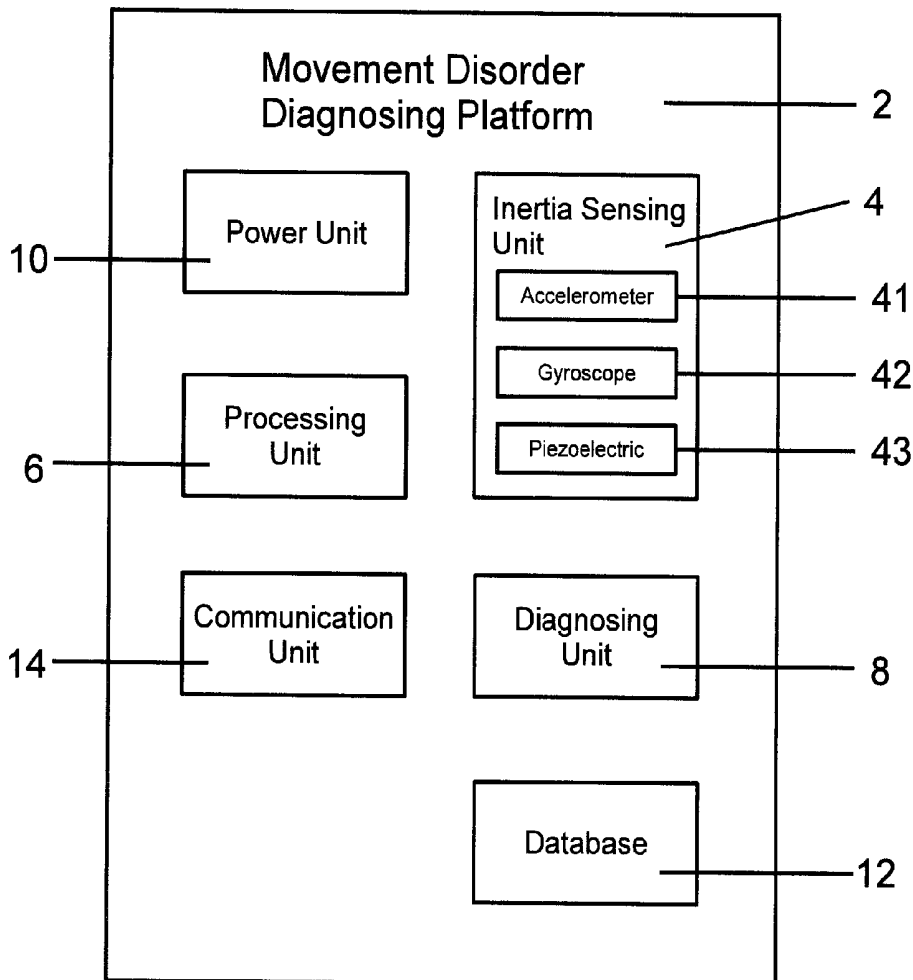 Movement Disorder
Diagnosing Platform
2
Power Unit
10
Inertia Sensing
Unit
4
Accelerometer
41
Gyroscope
42
Piezoelectric
43
Processing
Unit
6
Communication
Unit
14
Diagnosing
Unit
8
Database
12